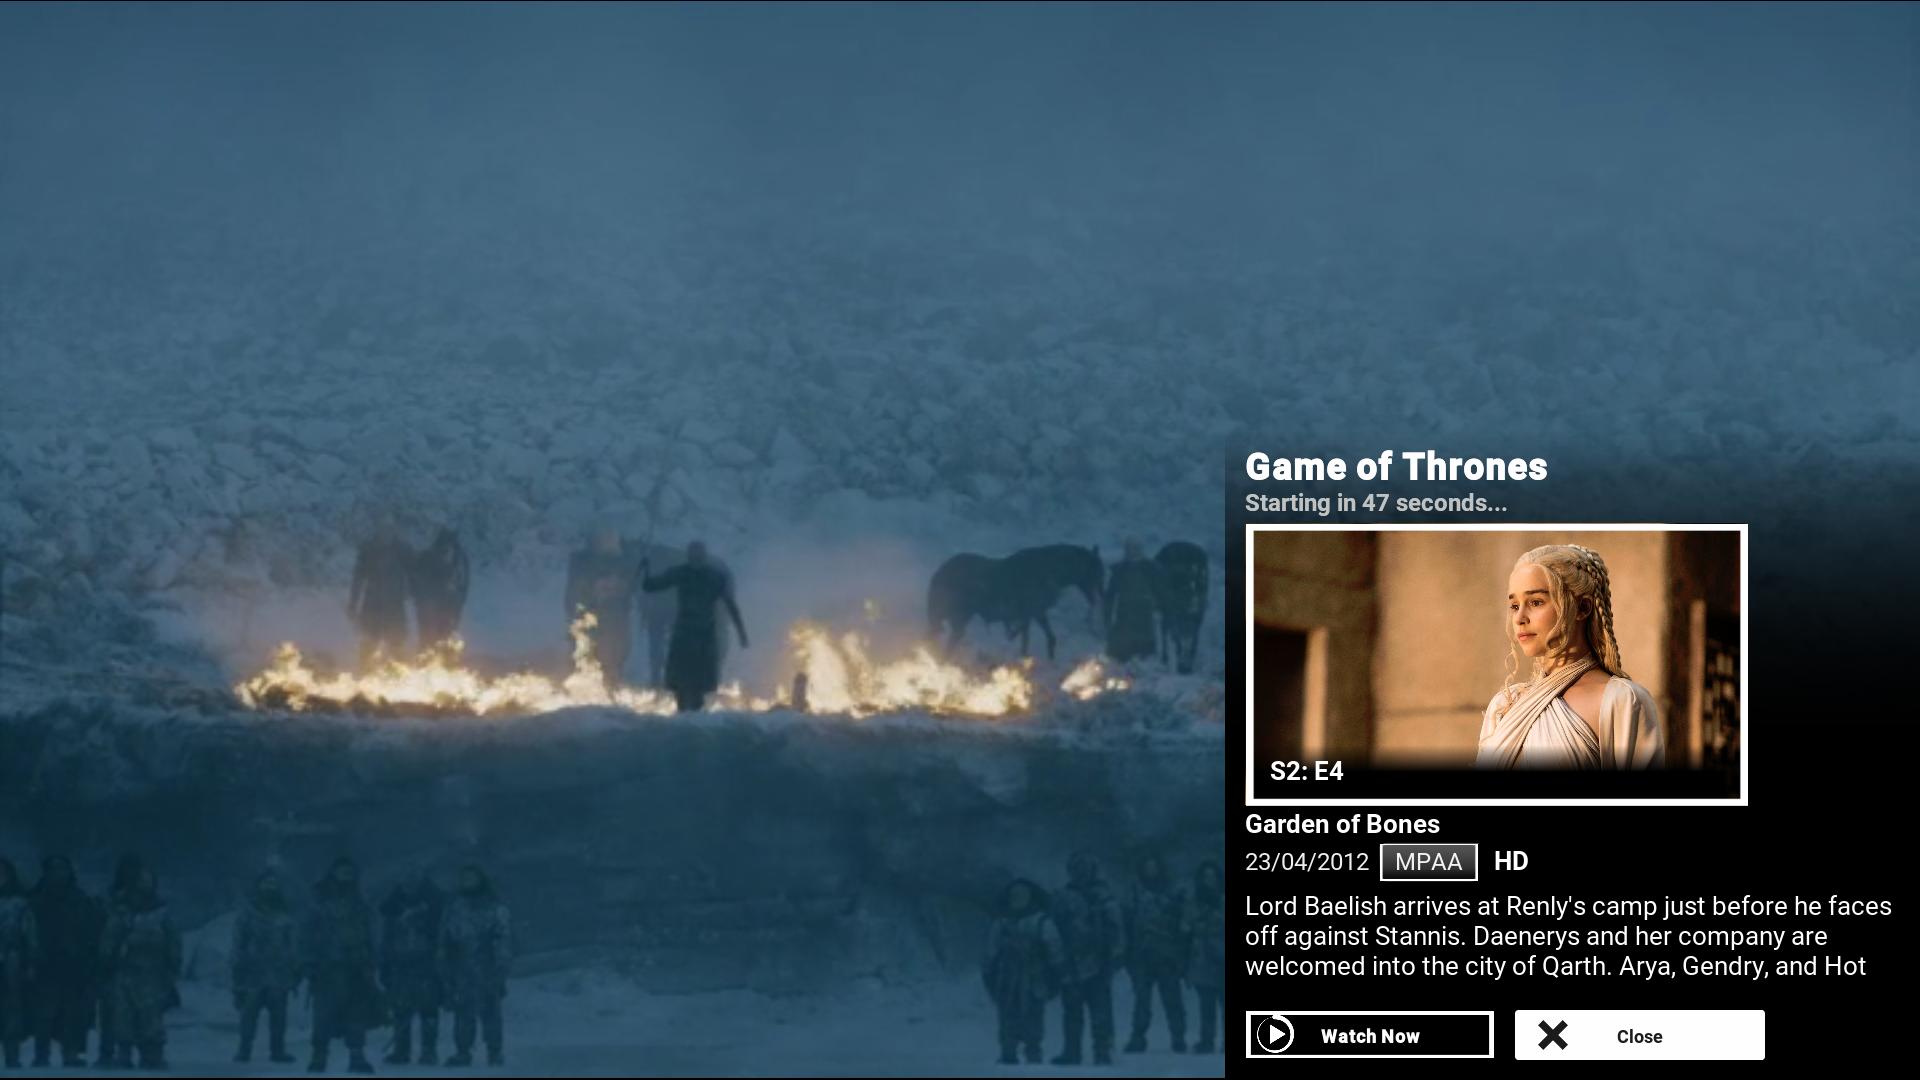 Game of Thrones
Starting in 47 seconds...
S2: E4
Garden of Bones
23/04/2012 MPAA HD
Lord Baelish arrives at Renly's camp just before he faces
off against Stannis. Daenerys and her company are
welcomed into the city of Qarth. Arya, Gendry, and Hot
Watch Now Close